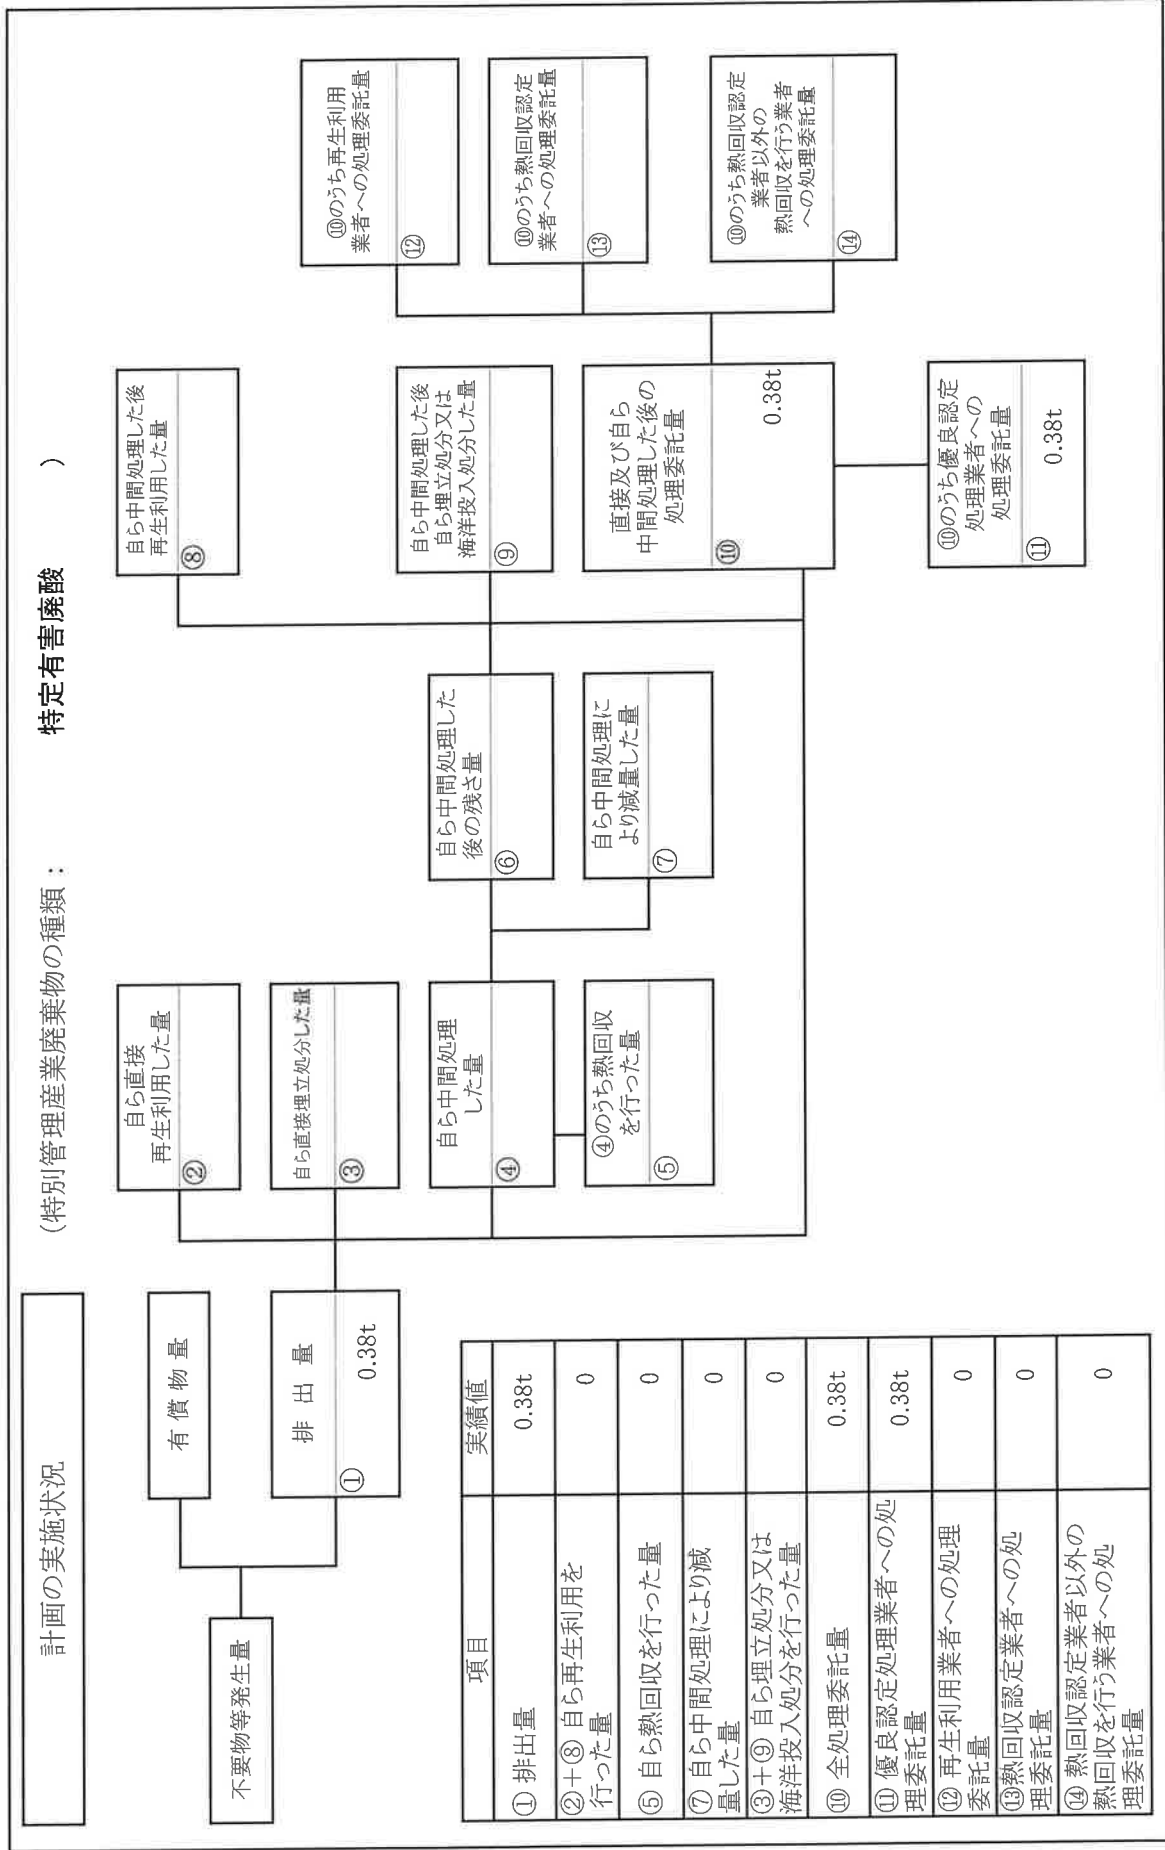 計画の実施状況
(特別管理産業廃棄物の種類： 特定有害廃酸 )
不要物等発生量
有償物量
排出量
①
0.38t
自ら直接
再生利用した量
②
自ら直接埋立処分した量
③
自ら中間処理
した量
④
④のうち熱回収
を行った量
⑤
自ら中間処理した
後の残さ量
⑥
自ら中間処理に
より減量した量
⑦
自ら中間処理した後
再生利用した量
⑧
自ら中間処理した後
自ら埋立処分又は
海洋投入処分した量
⑨
直接及び自ら
中間処理した後の
処理委託量
⑩
0.38t
⑩のうち優良認定
処理業者への
処理委託量
⑪
0.38t
⑩のうち再生利用
業者への処理委託量
⑫
⑩のうち熱回収認定
業者への処理委託量
⑬
⑩のうち熱回収認定
業者以外の
熱回収を行う業者
への処理委託量
⑭
項目 実績値
① 排出量 0.38t
②＋⑧ 自ら再生利用を
行った量 0
⑤ 自ら熱回収を行った量 0
⑦ 自ら中間処理により減
量した量 0
③＋⑨ 自ら埋立処分又は
海洋投入処分を行った量 0
⑩ 全処理委託量 0.38t
⑪ 優良認定処理業者への処
理委託量 0.38t
⑫ 再生利用業者への処理
委託量 0
⑬熱回収認定業者への処
理委託量 0
⑭ 熱回収認定業者以外の
熱回収を行う業者への処
理委託量 0